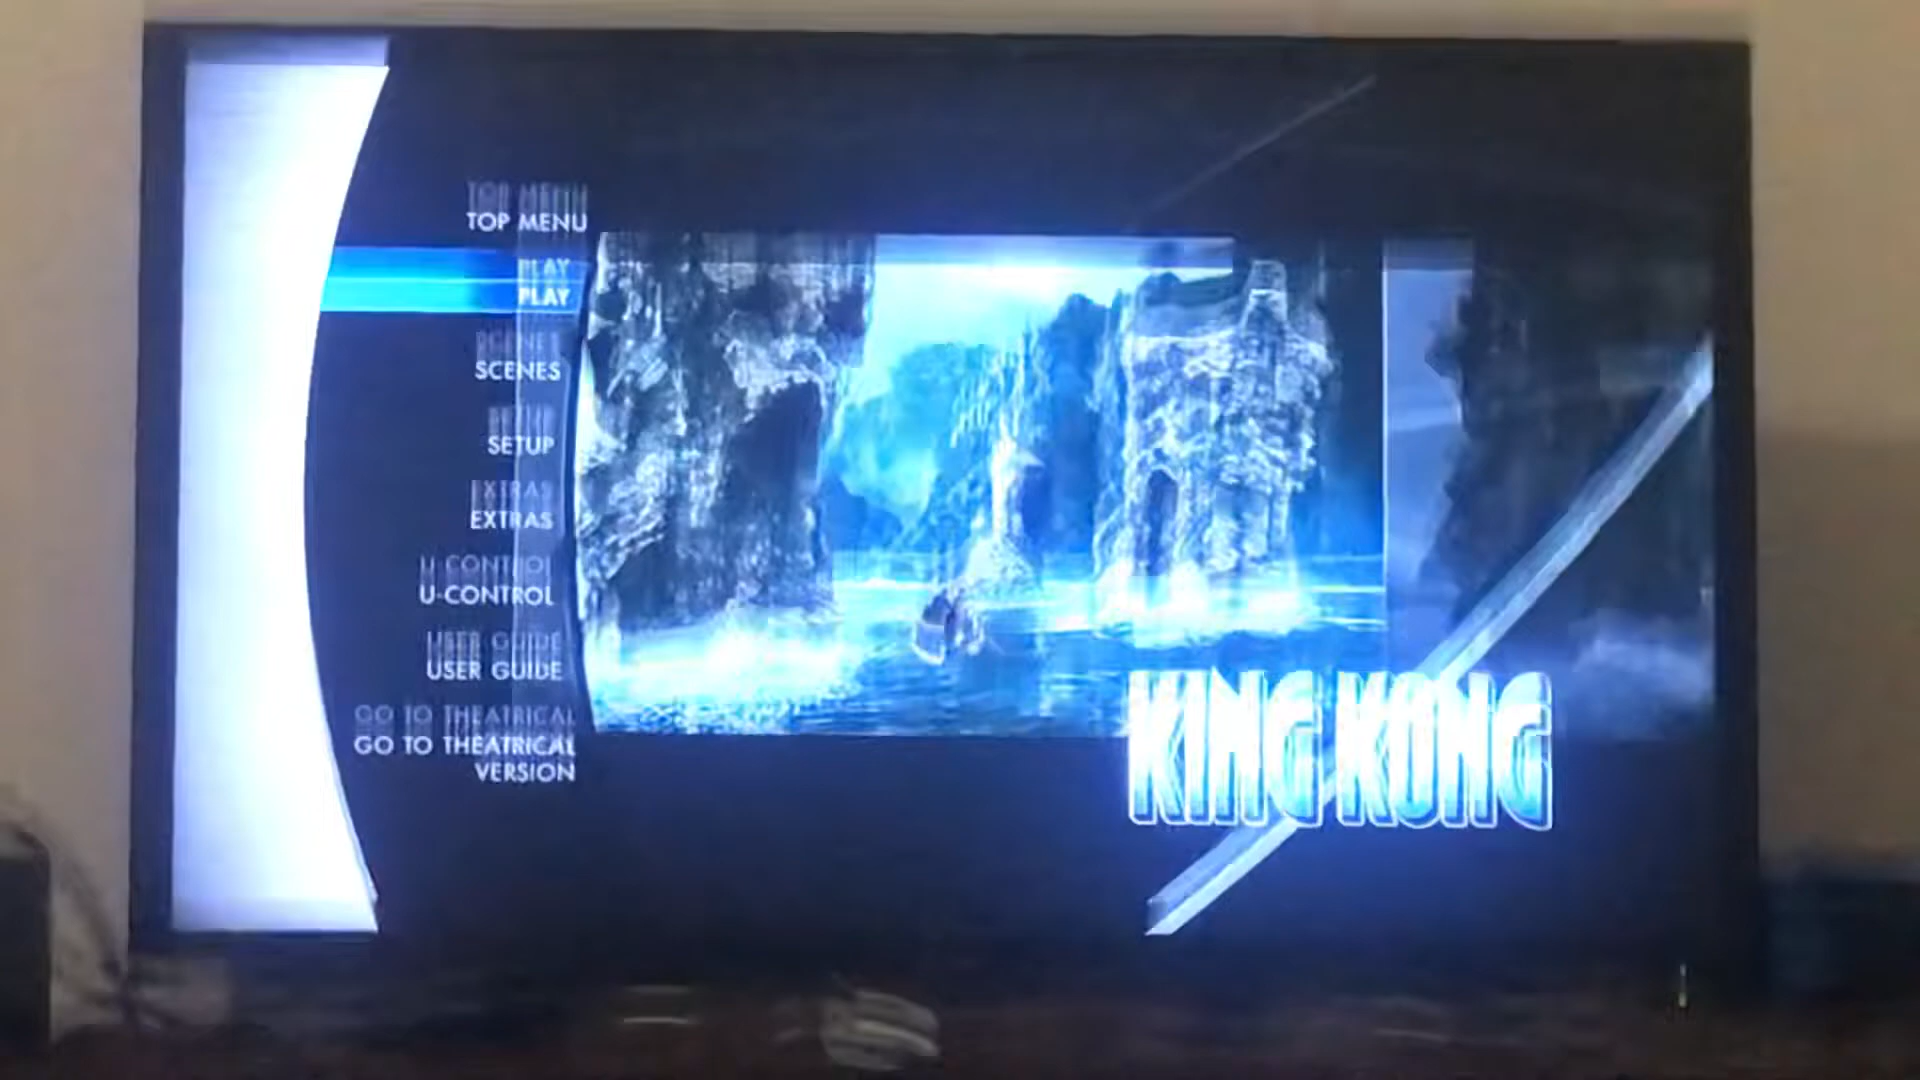 TOP MENU
PLAY
SCENES
SETUP
EXTRAS
U-CONTROL
USER GUIDE
GO TO THEATRICAL
VERSION
KING KONG